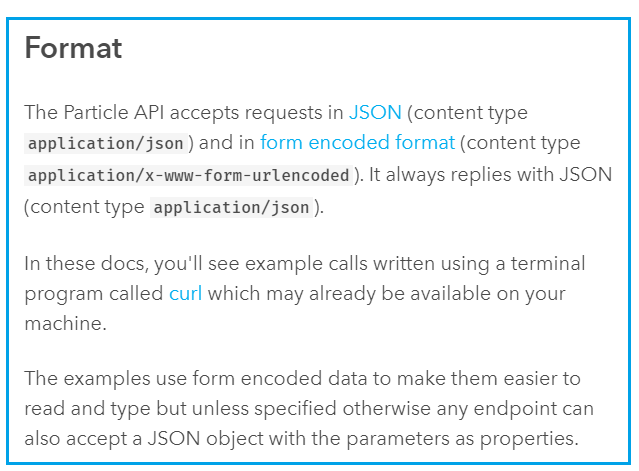 Format
The Particle API accepts requests in JSON (content type
application/json ) and in form encoded format (content type
application/x-www-form-urlencoded ). It always replies with JSON
(content type application/json ).
In these docs, you'll see example calls written using a terminal
program called curl which may already be available on your
machine.
The examples use form encoded data to make them easier to
read and type but unless specified otherwise any endpoint can
also accept a JSON object with the parameters as properties.